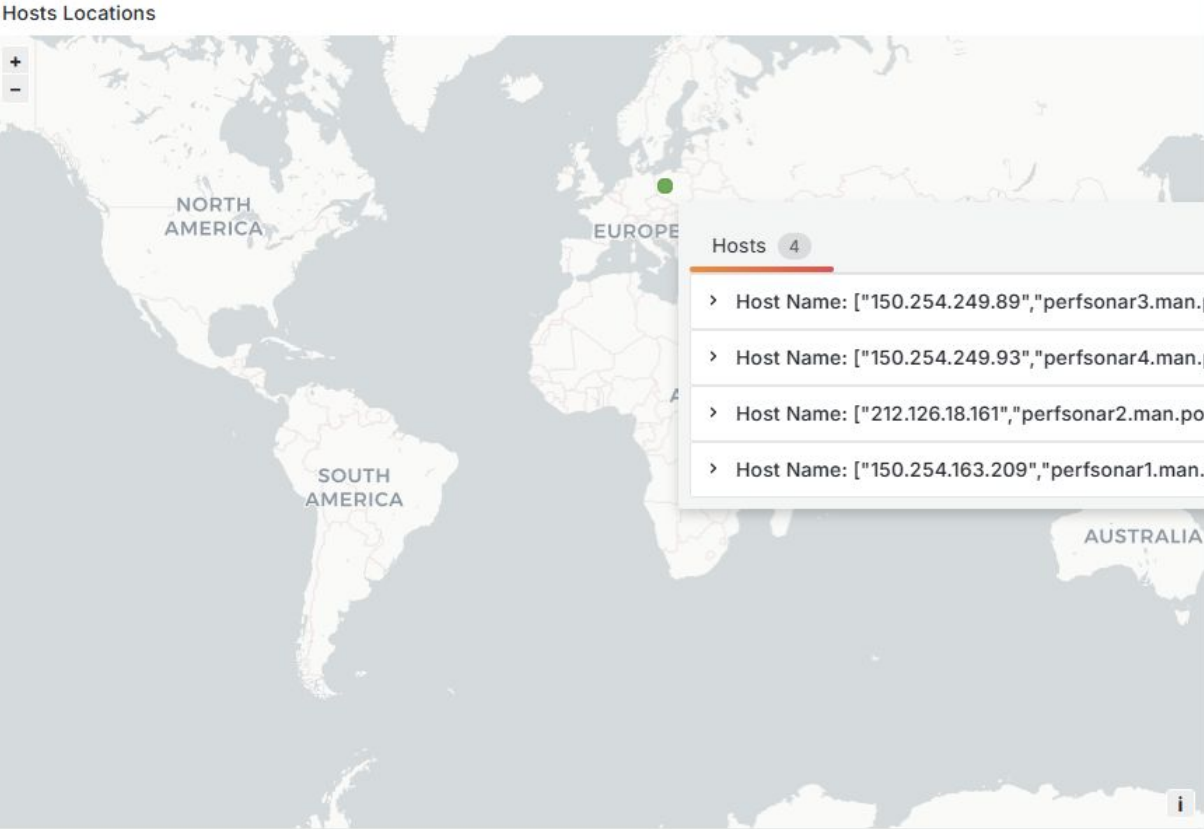 Hosts Locations
+
−
NORTH
AMERICA
EUROPE
Hosts 4
> Host Name: ["150.254.249.89","perfsonar3.man.
> Host Name: ["150.254.249.93","perfsonar4.man.
> Host Name: ["212.126.18.161","perfsonar2.man.po
> Host Name: ["150.254.163.209","perfsonar1.man.
SOUTH
AMERICA
AUSTRALIA
i